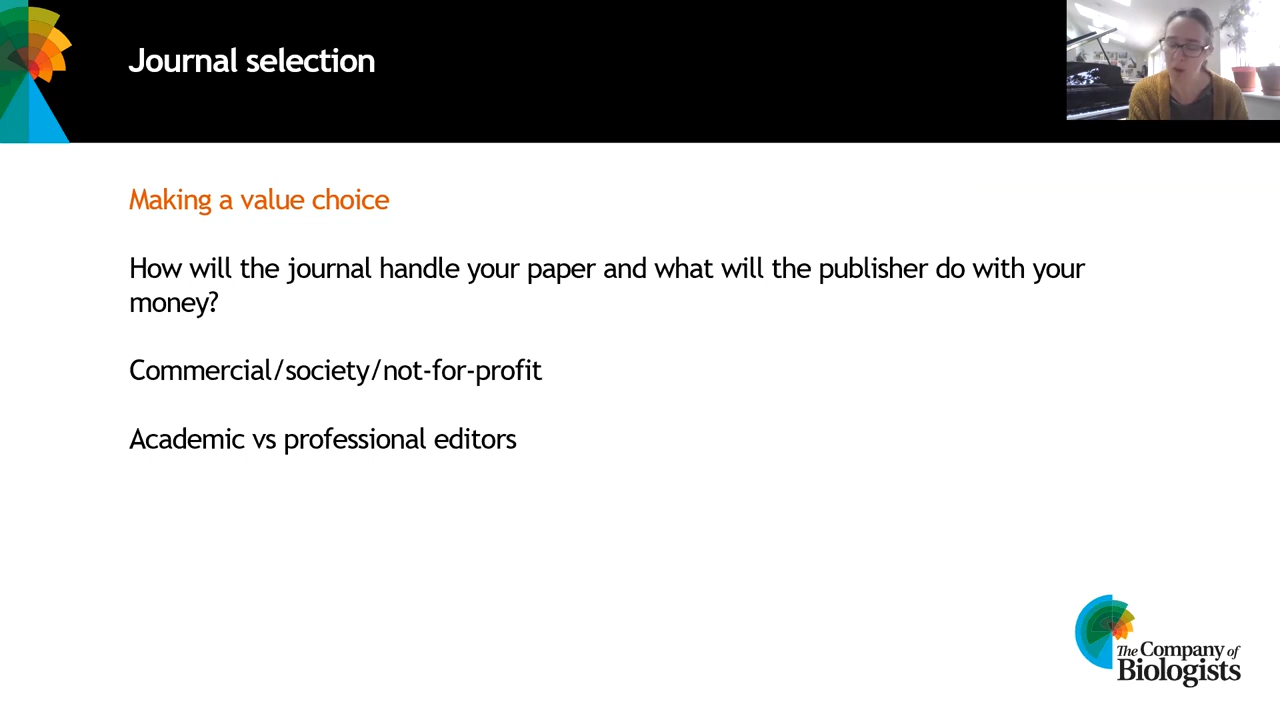 Journal selection
Making a value choice
How will the journal handle your paper and what will the publisher do with your
money?
Commercial/society/not-for-profit
Academic vs professional editors
The Company of
Biologists